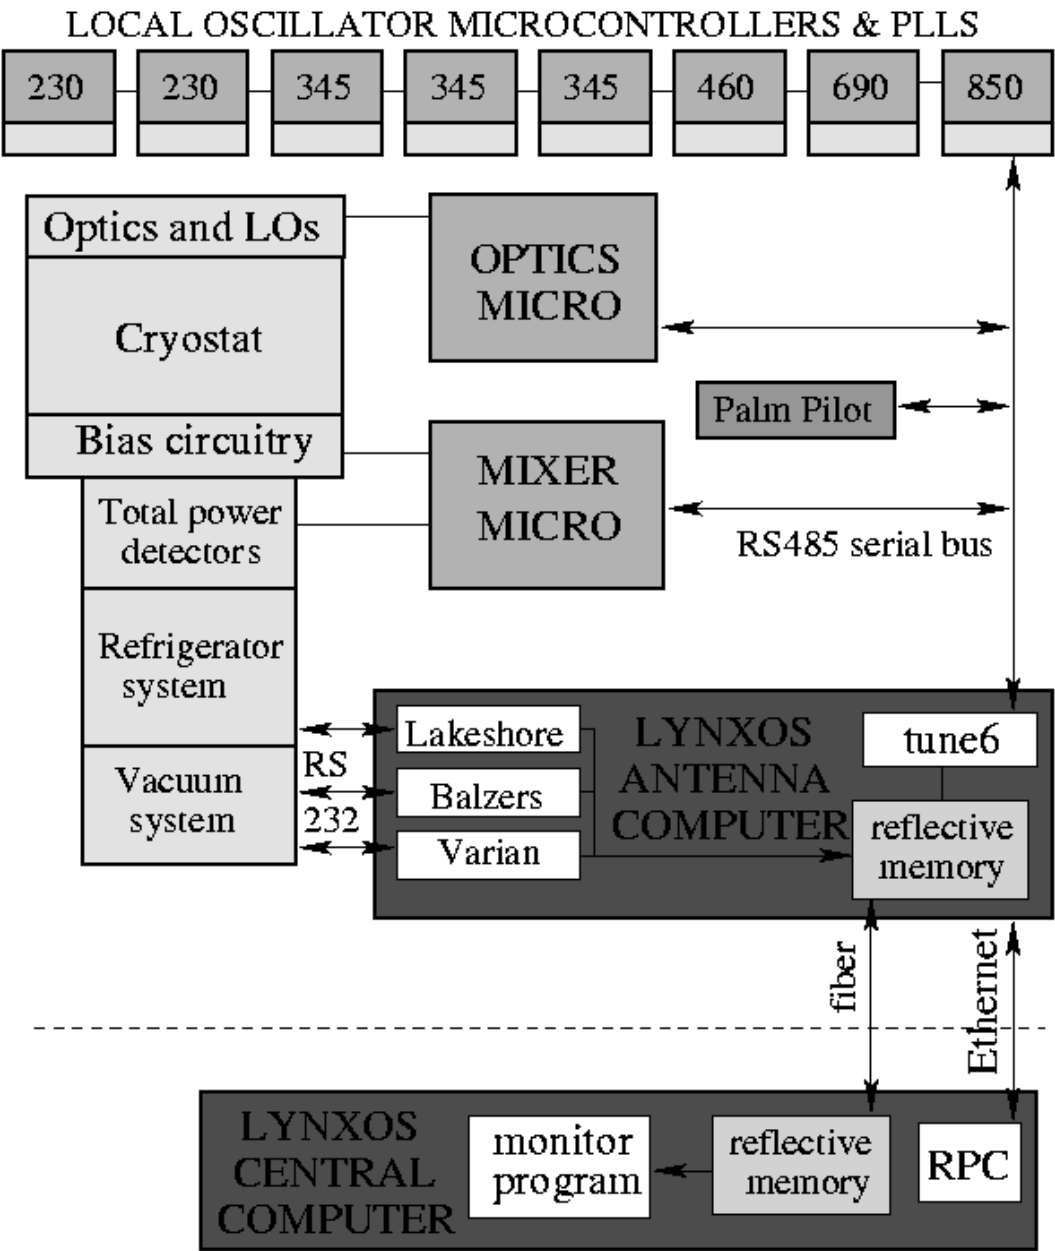 LOCAL OSCILLATOR MICROCONTROLLERS & PLLS
230 230 345 345 345 460 690 850
Optics and LOs
OPTICS
MICRO
Cryostat
Palm Pilot
Bias circuitry
MIXER
MICRO
Total power
detectors
RS485 serial bus
Refrigerator
system
Lakeshore
LYNXOS
ANTENNA
COMPUTER
tune6
RS
232
Vacuum
system
Balzers
Varian
reflective
memory
fiber
Ethernet
LYNXOS
CENTRAL
COMPUTER
monitor
program
reflective
memory
RPC